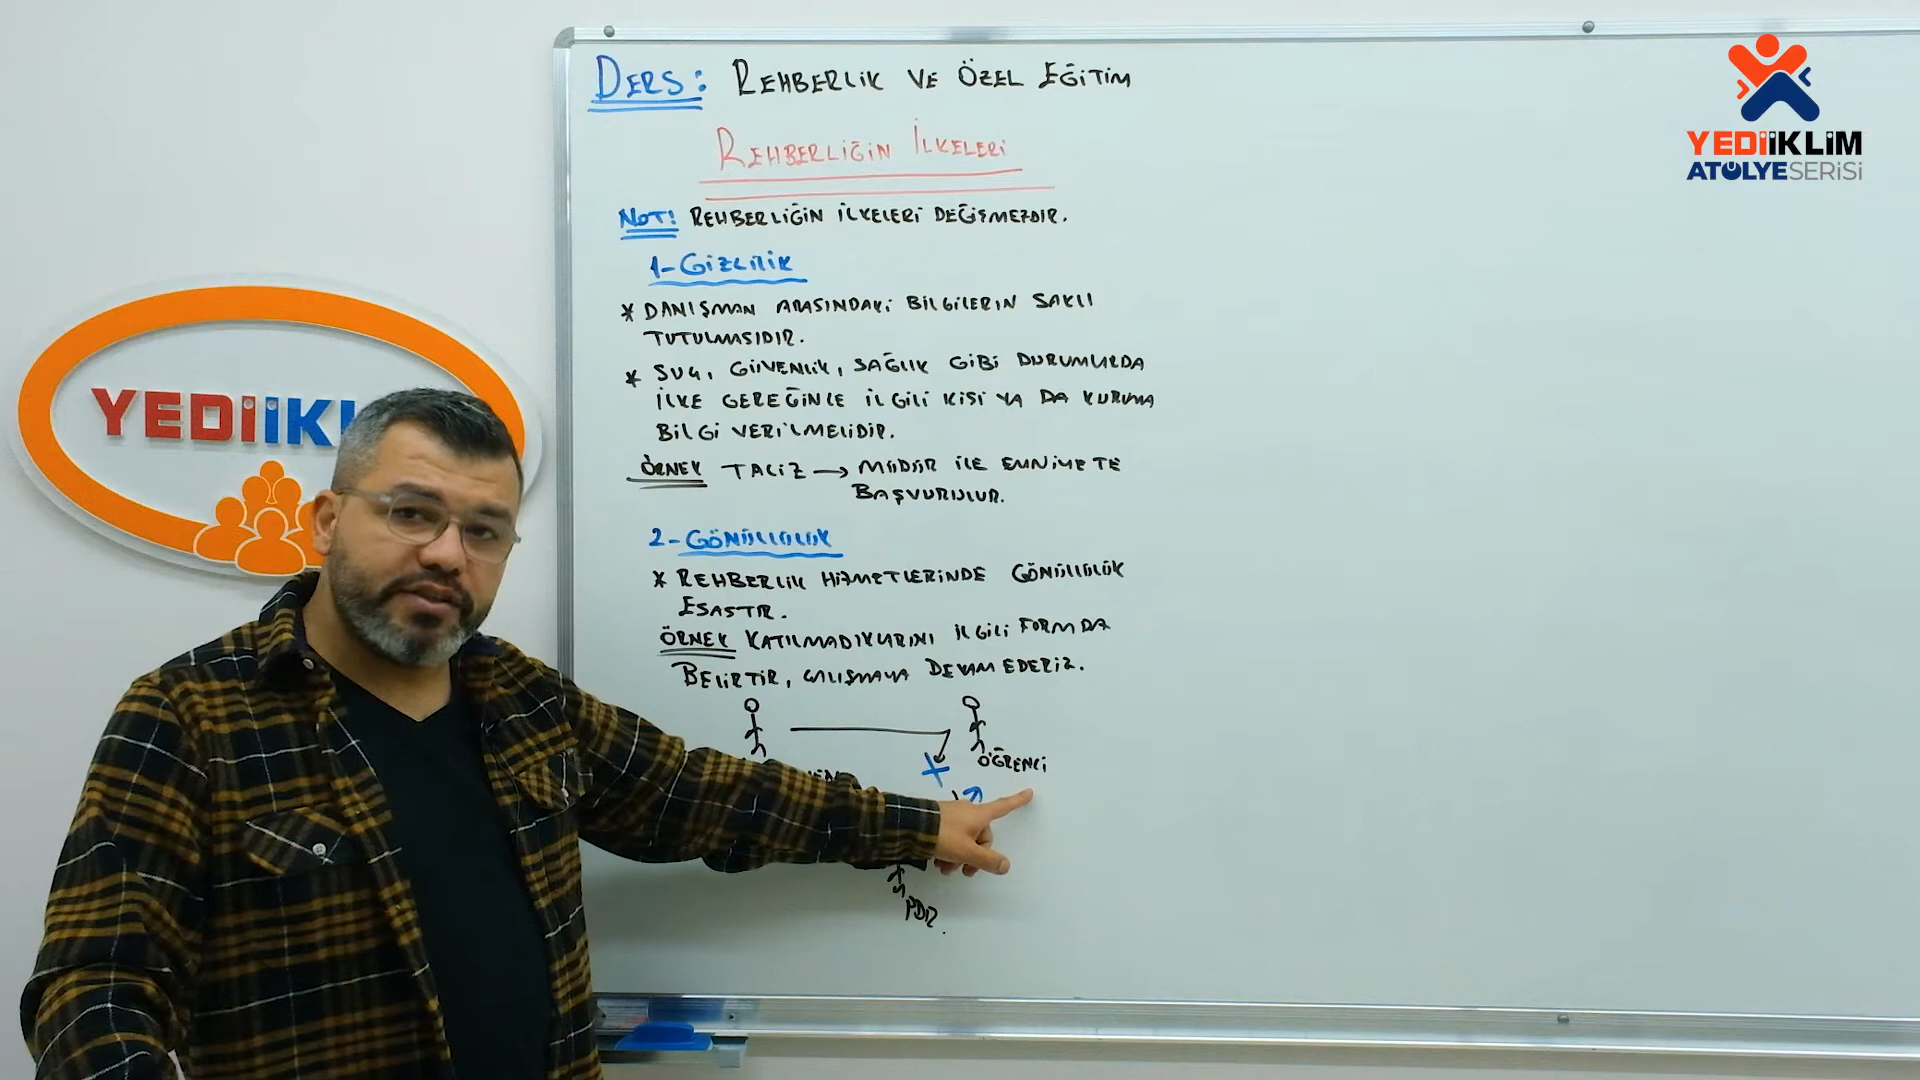 DERS: REHBERLİK VE ÖZEL EĞİTİM
REHBERLİĞİN İLKELERİ
NOT! REHBERLİĞİN İLKELERİ DEĞİŞMEZDİR.
1-GİZLİLİK
* DANIŞMAN ARASINDAKİ BİLGİLERİN SAKLI
TUTULMASIDIR.
* SUÇ, GÜVENLİK, SAĞLIK GİBİ DURUMLARDA
İLKE GEREĞİNCE İLGİLİ KİŞİ YA DA KURUMA
BİLGİ VERİLMELİDİR.
ÖRNEK TACİZ → MÜDÜR İLE EMNİYETE
BAŞVURULUR.
2-GÖNÜLLÜLÜK
* REHBERLİK HİZMETLERİNDE GÖNÜLLÜLÜK
ESASTIR.
ÖRNEK KATILMADIKLARINI İLGİLİ FORMDA
BELİRTİR, ÇALIŞMAYA DEVAM EDERİZ.
ÖĞRENCİ
YEDİİKLİM
ATÖLYESERİSİ
YEDİİKL